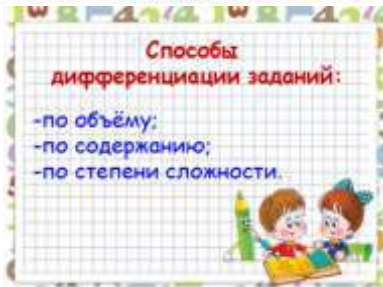 Способы
дифференциации заданий:
-по объёму;
-по содержанию;
-по степени сложности.